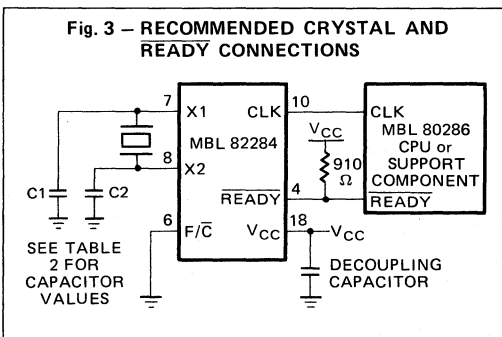 Fig. 3 – RECOMMENDED CRYSTAL AND
READY CONNECTIONS
7
X1
CLK
10
CLK
MBL 82284
VCC
MBL 80286
CPU or
SUPPORT
COMPONENT
8
X2
910
Ω
C1
C2
READY
4
READY
6
F/C
VCC
18
VCC
SEE TABLE
2 FOR
CAPACITOR
VALUES
DECOUPLING
CAPACITOR